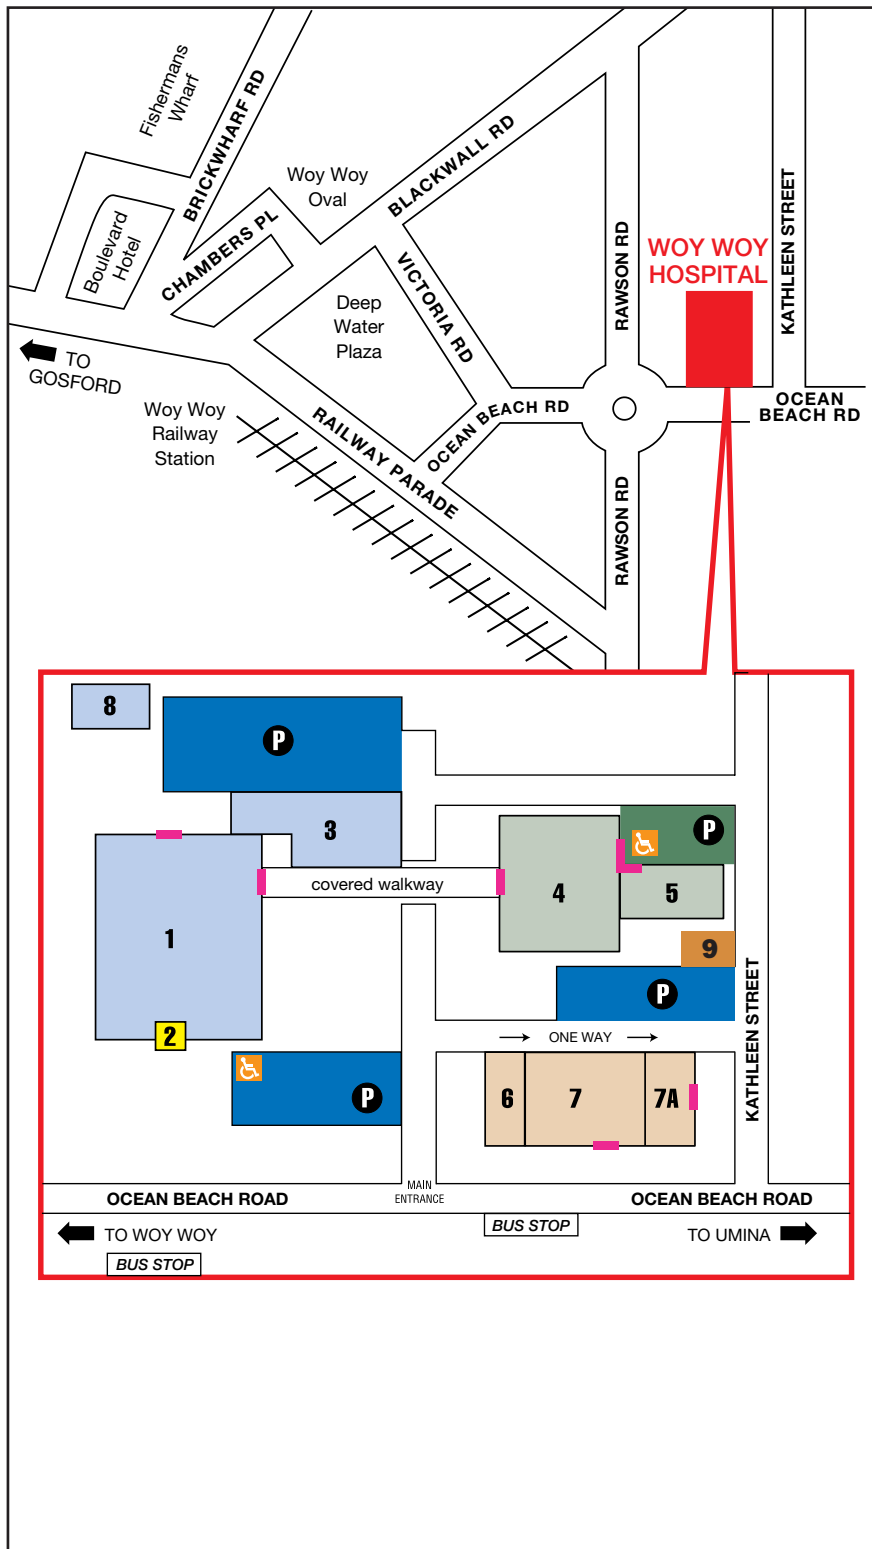 Fishermans
Wharf
BRICKWHARF RD
Boulevard
Hotel
CHAMBERS PL
Woy Woy
Oval
BLACKWALL RD
VICTORIA RD
Deep
Water
Plaza
RAWSON RD
WOY WOY
HOSPITAL
KATHLEEN STREET
TO
GOSFORD
Woy Woy
Railway
Station
RAILWAY PARADE
OCEAN BEACH RD
OCEAN
BEACH RD
RAWSON RD
8
P
3
P
covered walkway
4
5
1
9
2
P
KATHLEEN STREET
ONE WAY
P
6
7
7A
MAIN
ENTRANCE
OCEAN BEACH ROAD
OCEAN BEACH ROAD
TO WOY WOY
BUS STOP
TO UMINA
BUS STOP